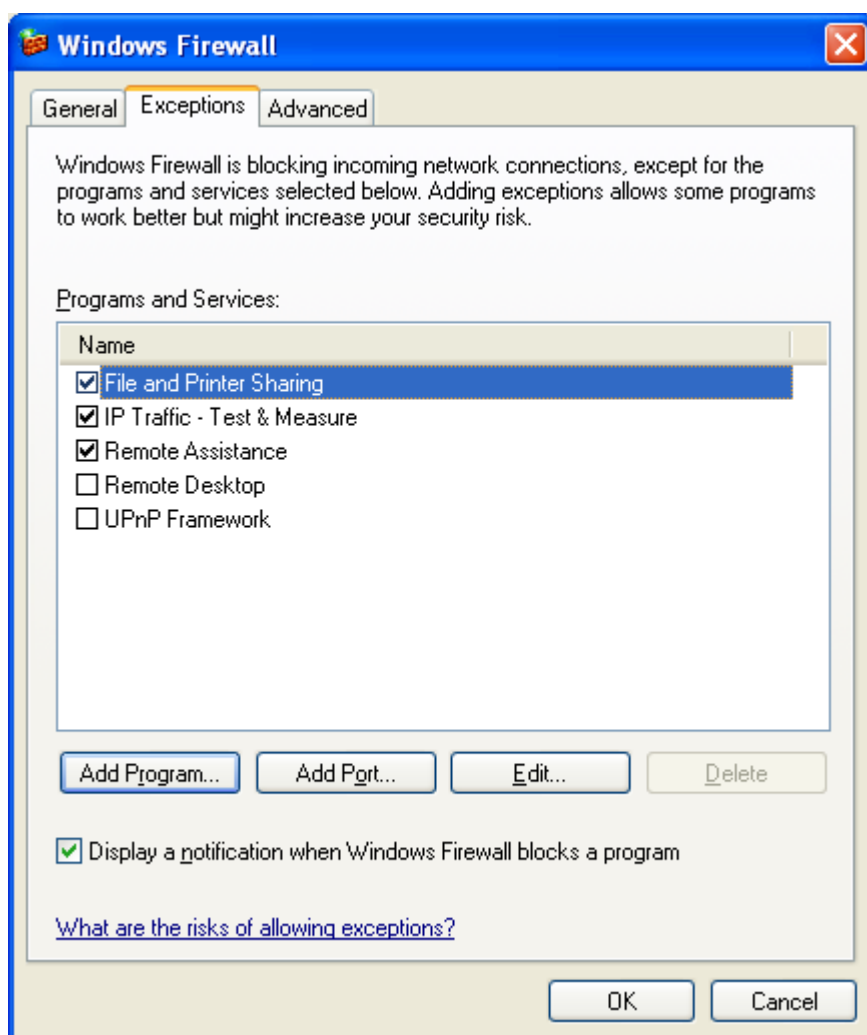 Windows Firewall
General Exceptions Advanced
Windows Firewall is blocking incoming network connections, except for the
programs and services selected below. Adding exceptions allows some programs
to work better but might increase your security risk.
Programs and Services:
Name
File and Printer Sharing
IP Traffic - Test & Measure
Remote Assistance
Remote Desktop
UPnP Framework
Add Program... Add Port... Edit... Delete
Display a notification when Windows Firewall blocks a program
What are the risks of allowing exceptions?
OK Cancel